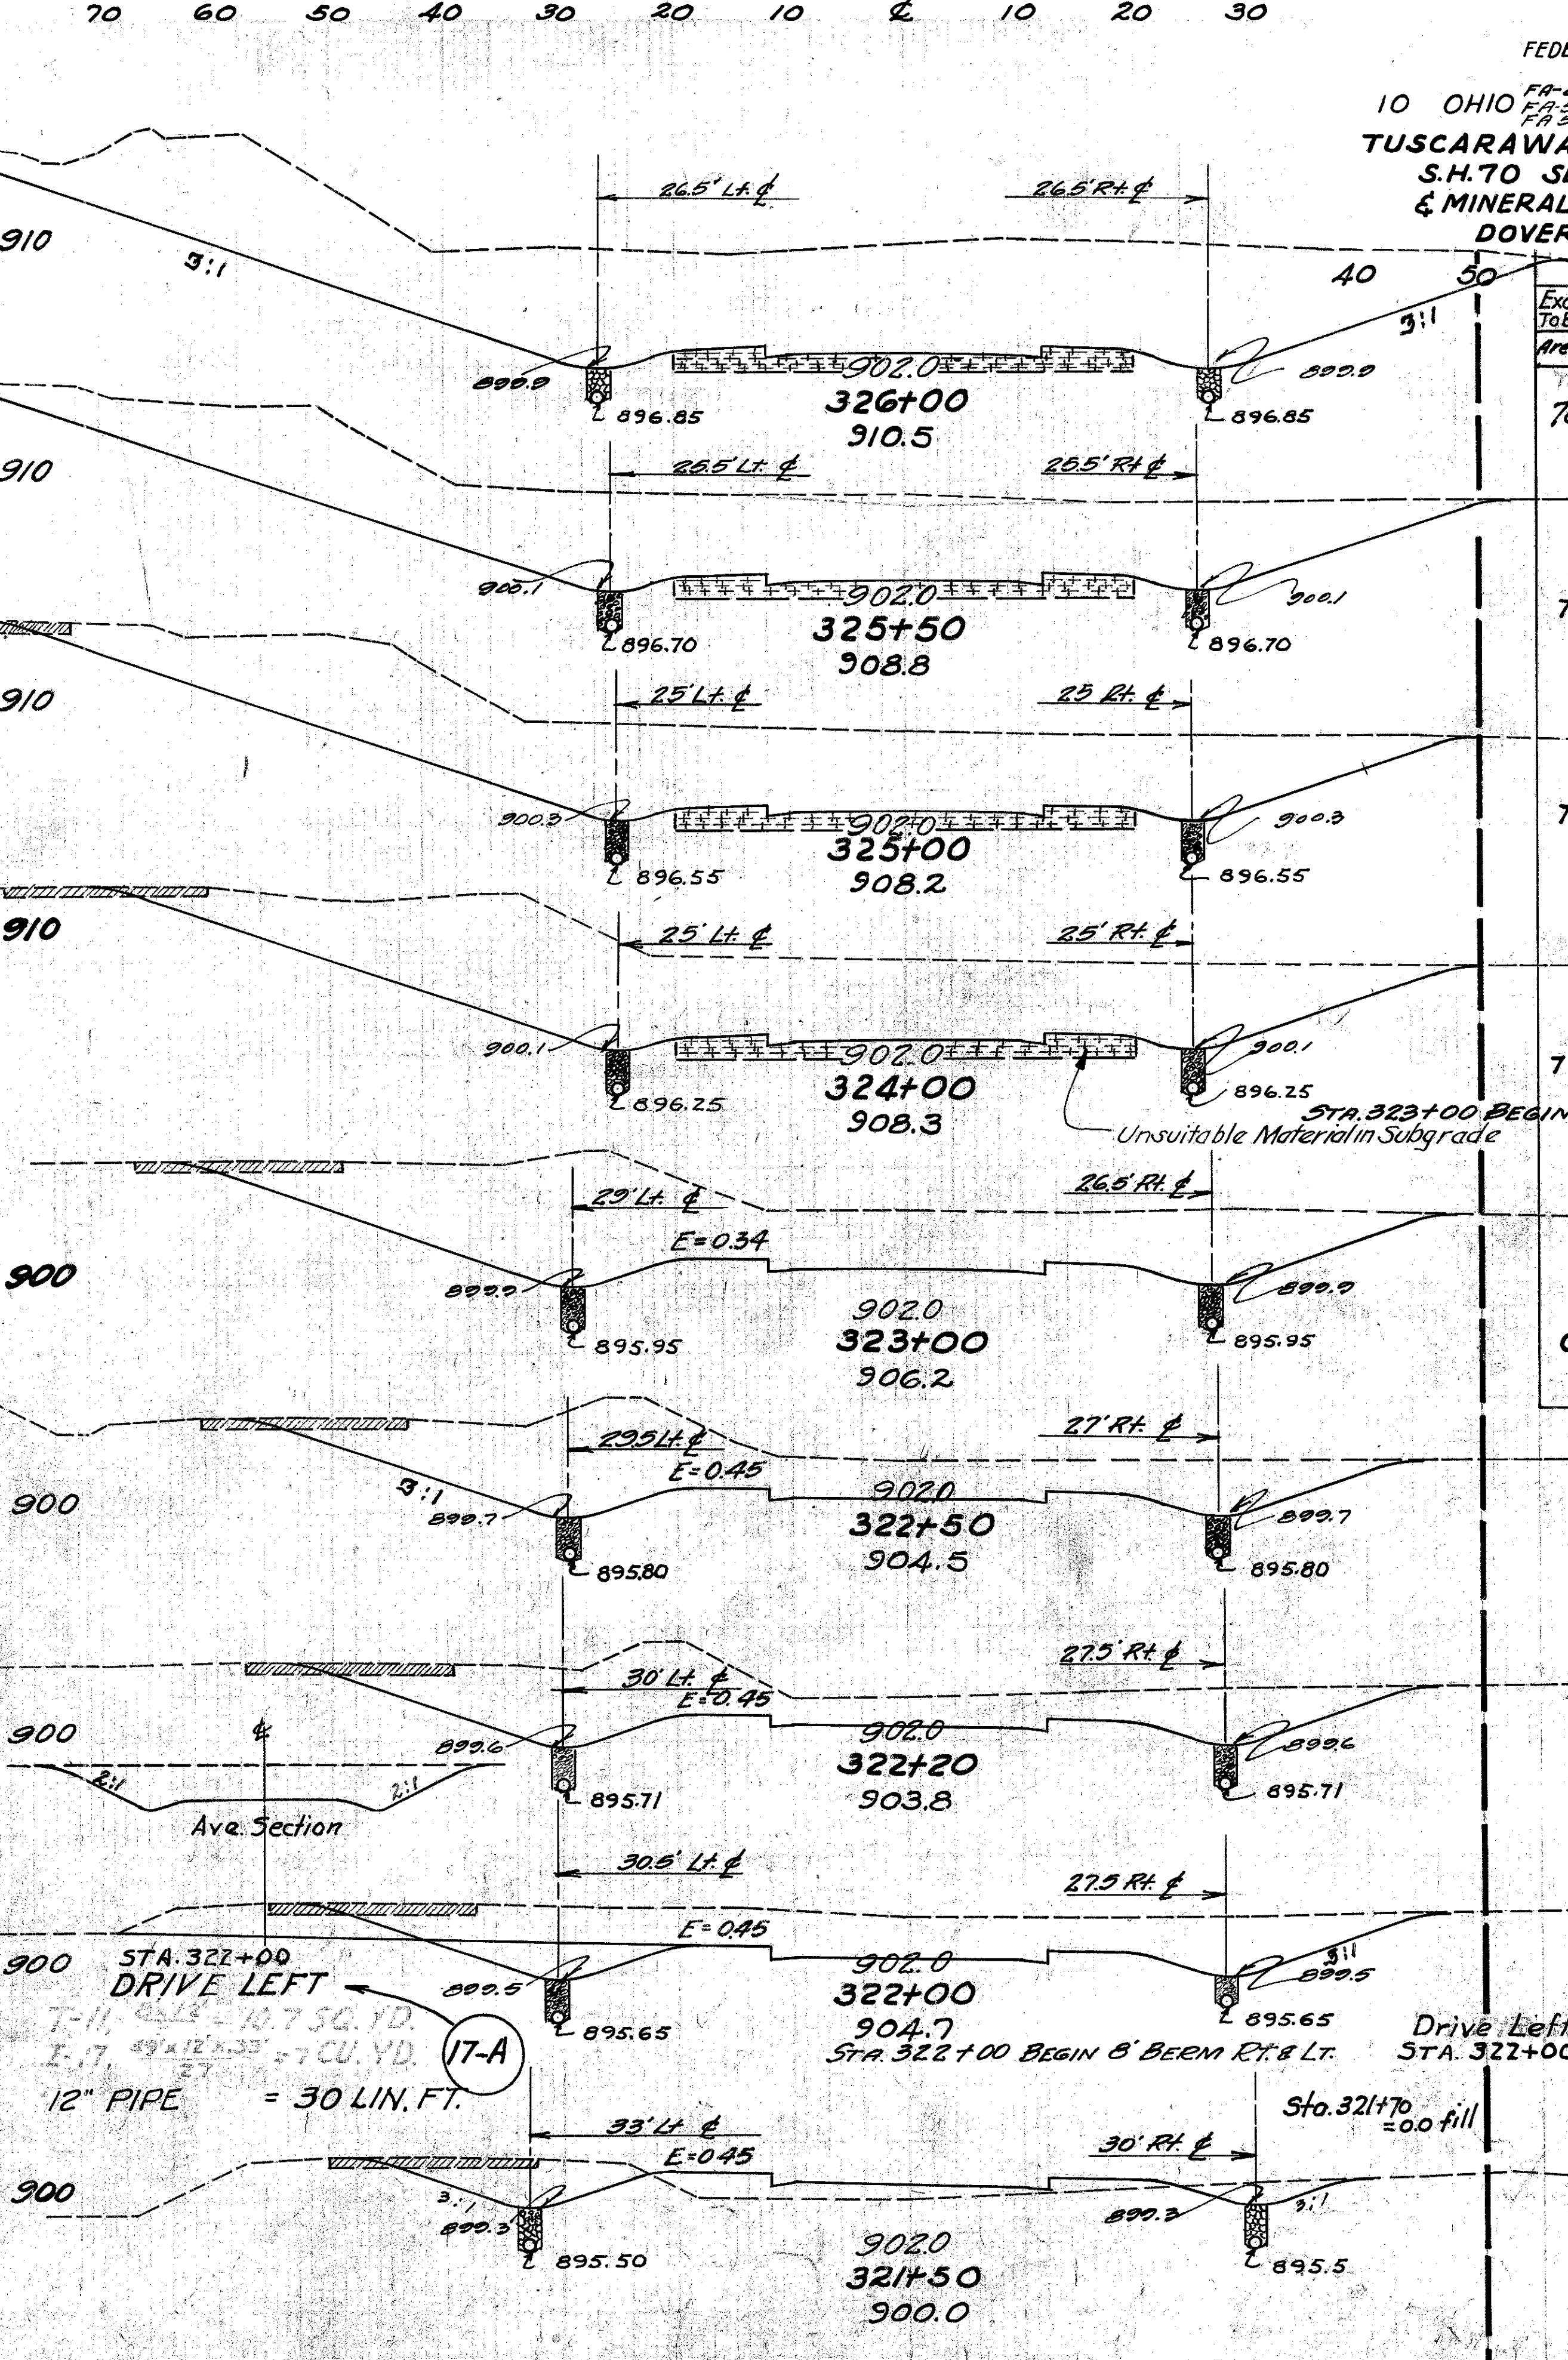 70 60 50 40 30 20 10 ℄ 10 20 30
FEDE
10 OHIO
TUSCARAWA
S.H.70
& MINERAL
DOVER
26.5' Lt. ℄ 26.5' Rt. ℄
910
3:1
40 50
3:1
899.9 902.0 899.9
896.85 326+00 896.85
910.5
25.5' Lt. ℄ 25.5' Rt ℄
910
900.1 902.0 900.1
896.70 325+50 896.70
908.8
25' Lt. ℄ 25 Rt. ℄
910
900.3 902.0 900.3
896.55 325+00 896.55
908.2
910
25' Lt. ℄ 25' Rt. ℄
900.1 902.0 900.1
896.25 324+00 896.25
908.3
STA. 323+00 BEGIN
Unsuitable Material in Subgrade
29' Lt. ℄ 26.5' Rt. ℄
E=0.34
900
899.9 902.0 899.9
895.95 323+00 895.95
906.2
29.5 Lt. ℄ 27' Rt. ℄
E=0.45
3:1
900
899.7 902.0 899.7
895.80 322+50 895.80
904.5
30' Lt. ℄ 27.5' Rt. ℄
E=0.45
900 ℄
899.6 902.0 899.6
895.71 322+20 895.71
903.8
2:1 2:1
Ave. Section
30.5' Lt. ℄ 27.5 Rt. ℄
E=0.45
3:1
900 STA. 322+00
DRIVE LEFT
899.5 902.0 899.5
895.65 322+00 895.65
904.7
STA. 322+00 BEGIN 8' BERM RT. & LT.
Drive Left
STA. 322+00
= 10.7 SQ. YD.
= 7 CU. YD.
17-A
12" PIPE = 30 LIN. FT.
Sta. 321+70
=0.0 fill
33' Lt ℄ 30' Rt. ℄
E=0.45
900
3:1 3:1
899.3 902.0 899.3
895.50 321+50 895.5
900.0